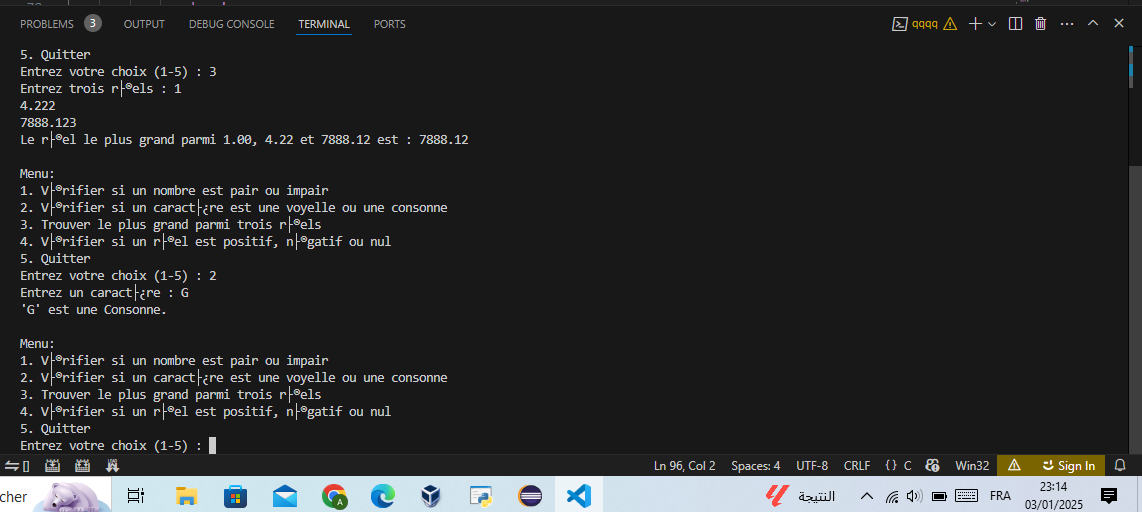 PROBLEMS 3 OUTPUT DEBUG CONSOLE TERMINAL PORTS qqqq
5. Quitter
Entrez votre choix (1-5) : 3
Entrez trois r├®els : 1
4.222
7888.123
Le r├®el le plus grand parmi 1.00, 4.22 et 7888.12 est : 7888.12
Menu:
1. V├®rifier si un nombre est pair ou impair
2. V├®rifier si un caract├¿re est une voyelle ou une consonne
3. Trouver le plus grand parmi trois r├®els
4. V├®rifier si un r├®el est positif, n├®gatif ou nul
5. Quitter
Entrez votre choix (1-5) : 2
Entrez un caract├¿re : G
'G' est une Consonne.
Menu:
1. V├®rifier si un nombre est pair ou impair
2. V├®rifier si un caract├¿re est une voyelle ou une consonne
3. Trouver le plus grand parmi trois r├®els
4. V├®rifier si un r├®el est positif, n├®gatif ou nul
5. Quitter
Entrez votre choix (1-5) :
Ln 96, Col 2 Spaces: 4 UTF-8 CRLF {} C Win32 Sign In
cher النتيجة FRA 23:14
03/01/2025